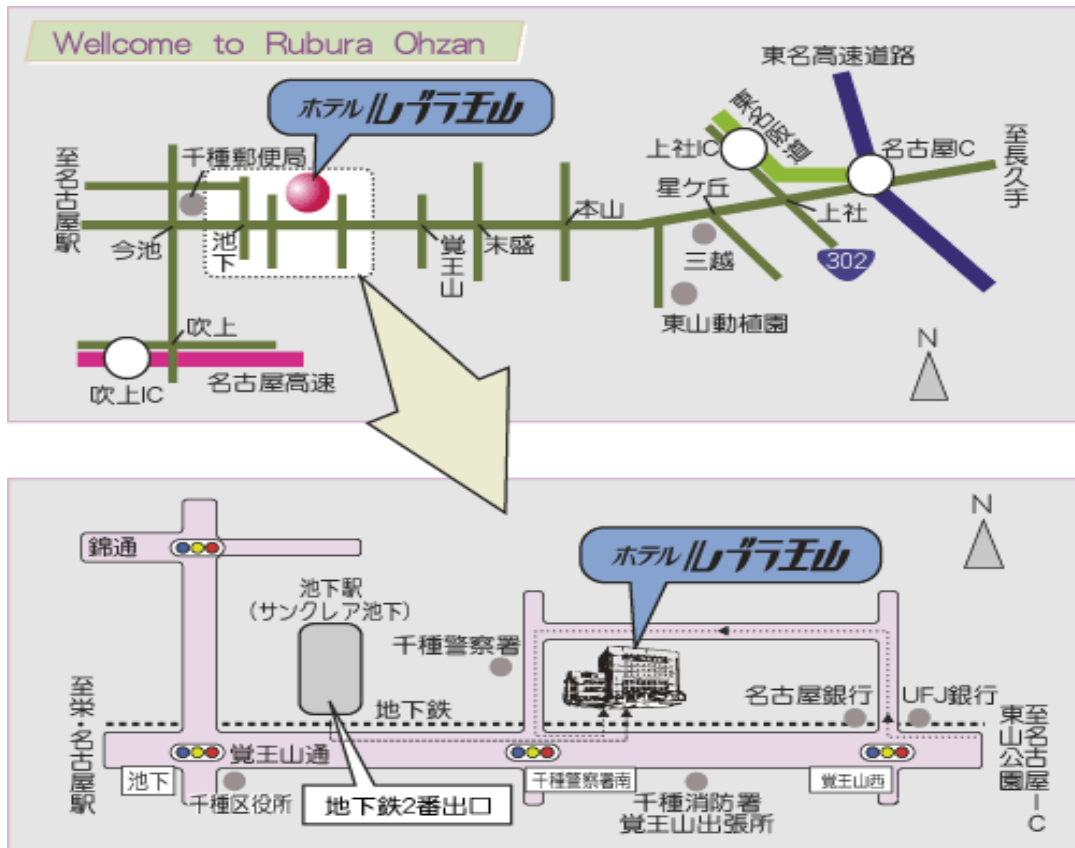 Wellcome to Rubura Ohzan
東名高速道路
ホテル ルブラ王山
東名阪道
千種郵便局
上社IC
名古屋IC
至名古屋駅
至長久手
星ケ丘
本山
上社
今池
池下
覚王山
末盛
三越
302
東山動植園
吹上
N
名古屋高速
吹上IC
N
錦通
ホテル ルブラ王山
池下駅
(サンクレア池下)
千種警察署
至栄・名古屋駅
地下鉄
名古屋銀行
UFJ銀行
至名古屋IC
東山公園
覚王山通
池下
千種警察署南
覚王山西
千種区役所
地下鉄2番出口
千種消防署
覚王山出張所